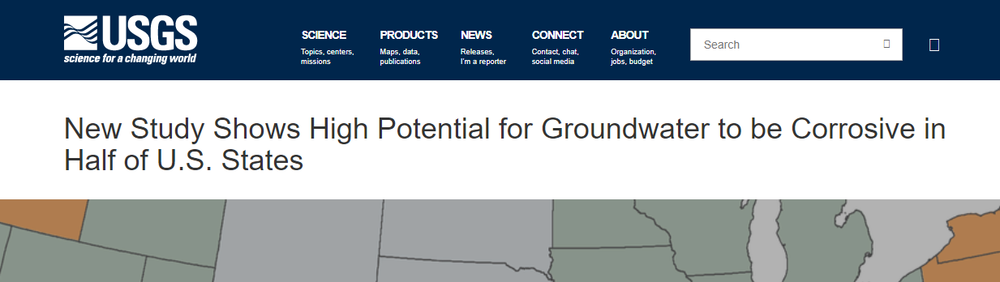 USGS
science for a changing world
SCIENCE
Topics, centers,
missions
PRODUCTS
Maps, data,
publications
NEWS
Releases,
I'm a reporter
CONNECT
Contact, chat,
social media
ABOUT
Organization,
jobs, budget
Search
New Study Shows High Potential for Groundwater to be Corrosive in
Half of U.S. States